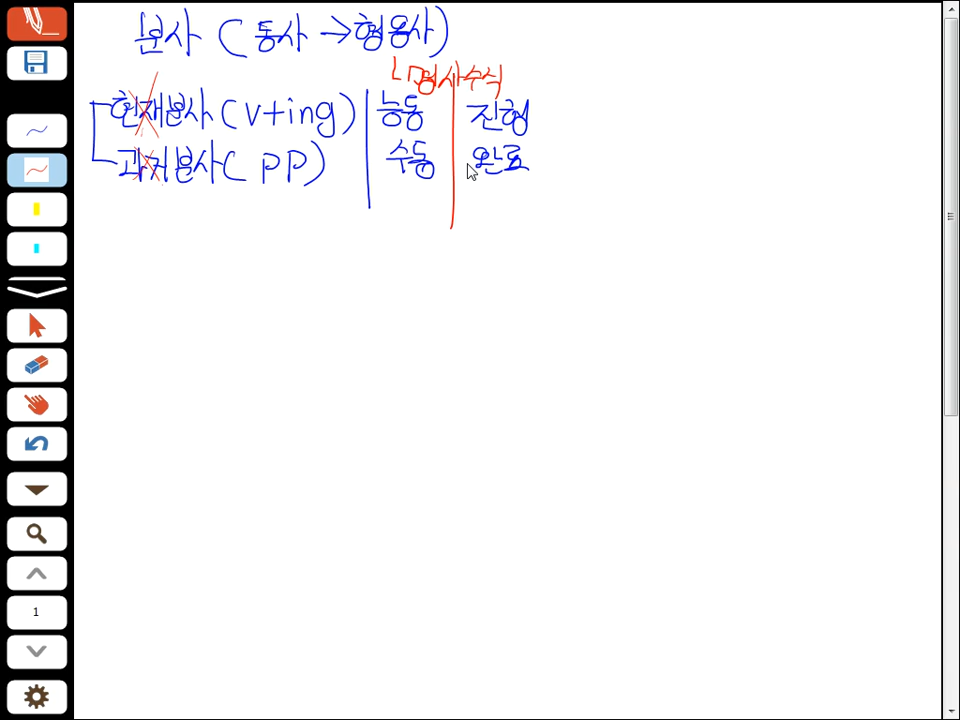 분사 (동사 → 형용사)
명사수식
현재분사 (v+ing) 능동 진행
과거분사 ( pp) 수동 완료
1